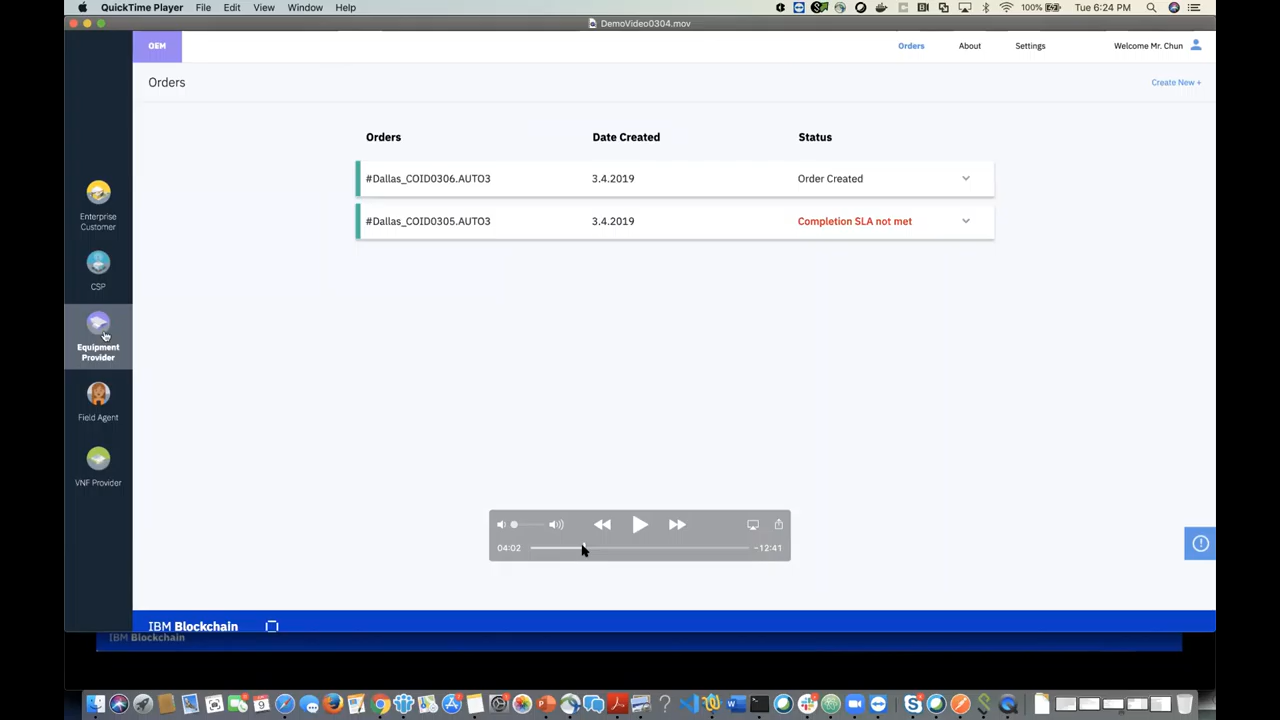 QuickTime Player File Edit View Window Help 100% Tue 6:24 PM
DemoVideo0304.mov
OEM Orders About Settings Welcome Mr. Chun
Orders Create New +
Orders Date Created Status
#Dallas_COID0306.AUTO3 3.4.2019 Order Created
#Dallas_COID0305.AUTO3 3.4.2019 Completion SLA not met
Enterprise
Customer
CSP
Equipment
Provider
Field Agent
VNF Provider
04:02 -12:41
IBM Blockchain
IBM Blockchain